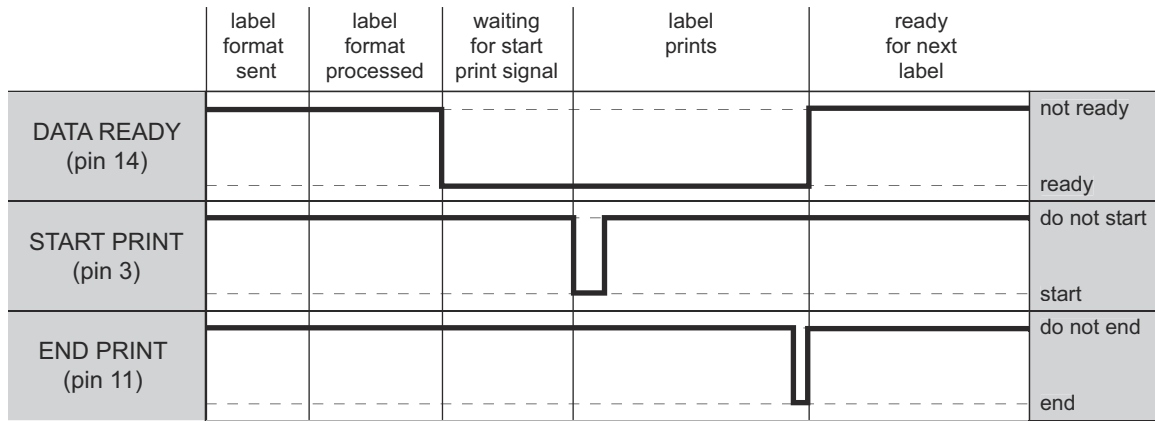 label
format
sent
label
format
processed
waiting
for start
print signal
label
prints
ready
for next
label
DATA READY
(pin 14)
not ready
ready
START PRINT
(pin 3)
do not start
start
END PRINT
(pin 11)
do not end
end